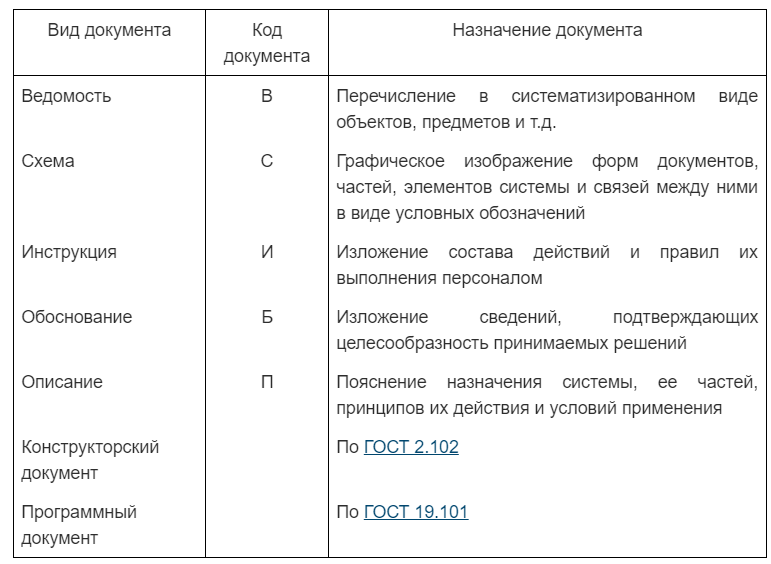 Вид документа
Код
документа
Назначение документа
Ведомость
В
Перечисление в систематизированном виде
объектов, предметов и т.д.
Схема
С
Графическое изображение форм документов,
частей, элементов системы и связей между ними
в виде условных обозначений
Инструкция
И
Изложение состава действий и правил их
выполнения персоналом
Обоснование
Б
Изложение сведений, подтверждающих
целесообразность принимаемых решений
Описание
П
Пояснение назначения системы, ее частей,
принципов их действия и условий применения
Конструкторский
документ
По ГОСТ 2.102
Программный
документ
По ГОСТ 19.101